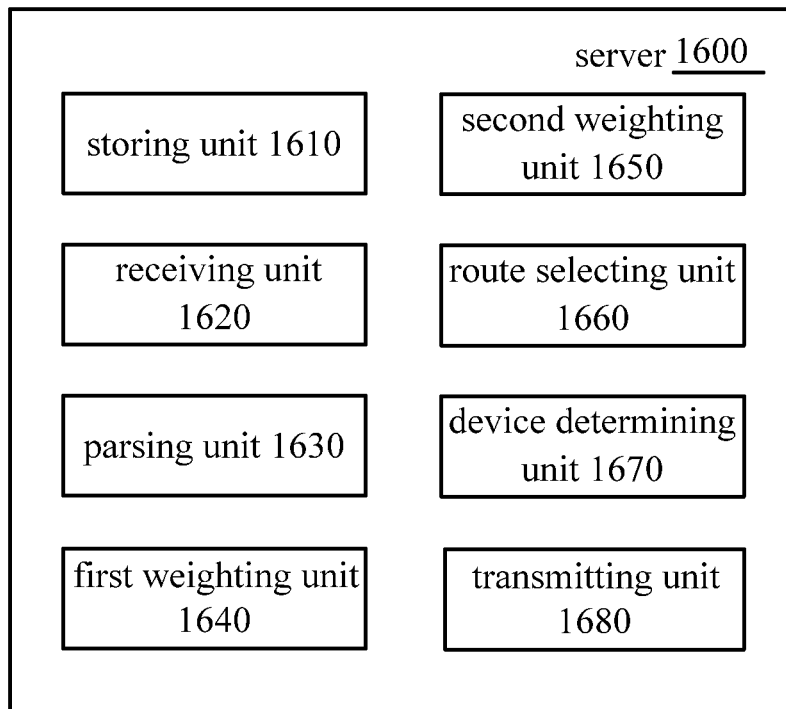 server 1600
storing unit 1610
receiving unit
1620
parsing unit 1630
first weighting unit
1640
second weighting
unit 1650
route selecting unit
1660
device determining
unit 1670
transmitting unit
1680